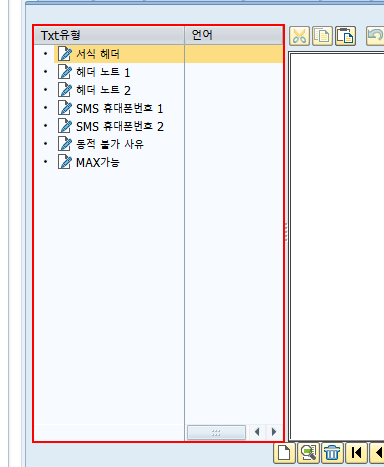 Txt유형 언어
서식 헤더
헤더 노트 1
헤더 노트 2
SMS 휴대폰번호 1
SMS 휴대폰번호 2
동적 불가 사유
MAX가능